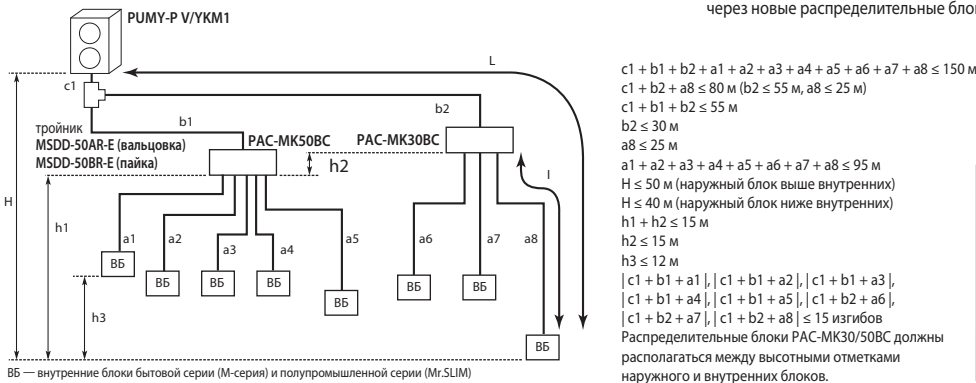 через новые распределительные бло
PUMY-P V/YKM1
L
c1
b2
b1
тройник
MSDD-50AR-E (вальцовка)
MSDD-50BR-E (пайка)
PAC-MK50BC
PAC-MK30BC
h2
I
H
h1
a1
a2
a3
a4
a5
a6
a7
a8
ВБ
ВБ
ВБ
ВБ
ВБ
ВБ
ВБ
ВБ
h3
ВБ — внутренние блоки бытовой серии (М-серия) и полупромышленной серии (Mr.SLIM)
c1 + b1 + b2 + a1 + a2 + a3 + a4 + a5 + a6 + a7 + a8 ≤ 150 м
c1 + b2 + a8 ≤ 80 м (b2 ≤ 55 м, a8 ≤ 25 м)
c1 + b1 + b2 ≤ 55 м
b2 ≤ 30 м
a8 ≤ 25 м
a1 + a2 + a3 + a4 + a5 + a6 + a7 + a8 ≤ 95 м
H ≤ 50 м (наружный блок выше внутренних)
H ≤ 40 м (наружный блок ниже внутренних)
h1 + h2 ≤ 15 м
h2 ≤ 15 м
h3 ≤ 12 м
| c1 + b1 + a1 |, | c1 + b1 + a2 |, | c1 + b1 + a3 |,
| c1 + b1 + a4 |, | c1 + b1 + a5 |, | c1 + b2 + a6 |,
| c1 + b2 + a7 |, | c1 + b2 + a8 | ≤ 15 изгибов
Распределительные блоки PAC-MK30/50BC должны
располагаться между высотными отметками
наружного и внутренних блоков.